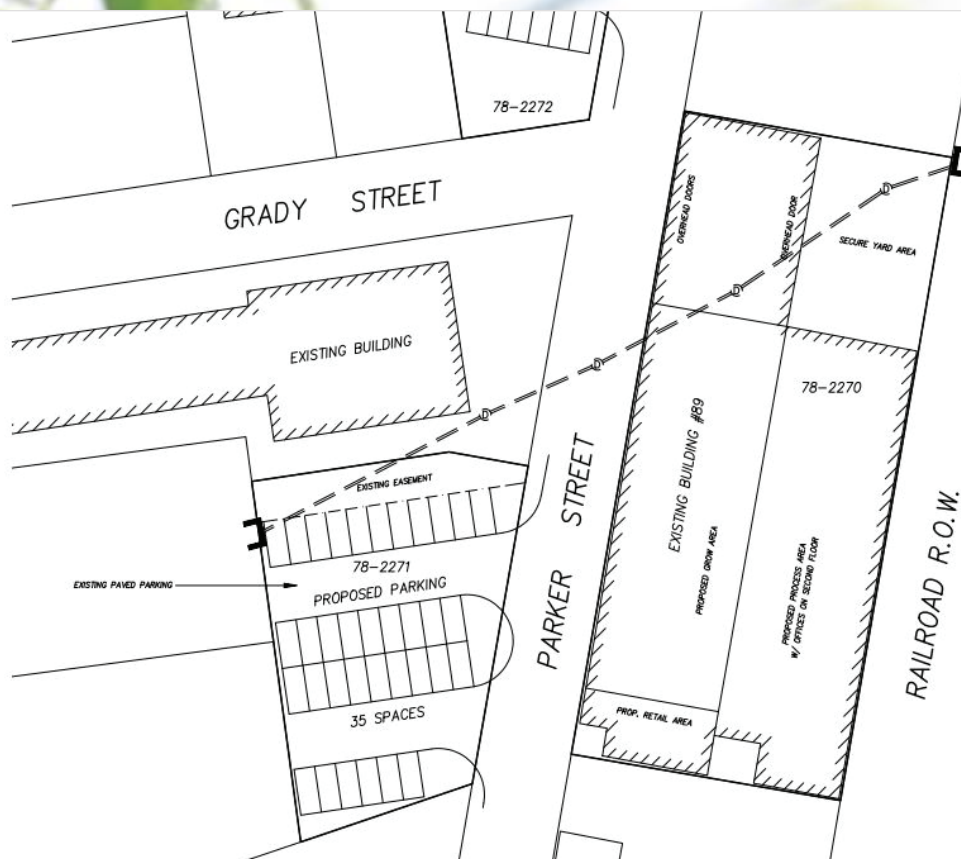 78-2272
GRADY STREET
OVERHEAD DOORS
OVERHEAD DOOR
D
SECURE YARD AREA
D
EXISTING BUILDING
D
78-2270
D
EXISTING BUILDING #89
EXISTING EASEMENT
PARKER STREET
RAILROAD R.O.W.
78-2271
EXISTING PAVED PARKING
PROPOSED PARKING
PROPOSED GROW AREA
PROPOSED PROCESS AREA
W/ OFFICES ON SECOND FLOOR
35 SPACES
PROP. RETAIL AREA